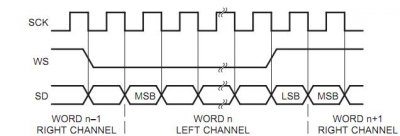 SCK
WS
SD MSB LSB MSB
WORD n–1 WORD n WORD n+1
RIGHT CHANNEL LEFT CHANNEL RIGHT CHANNEL